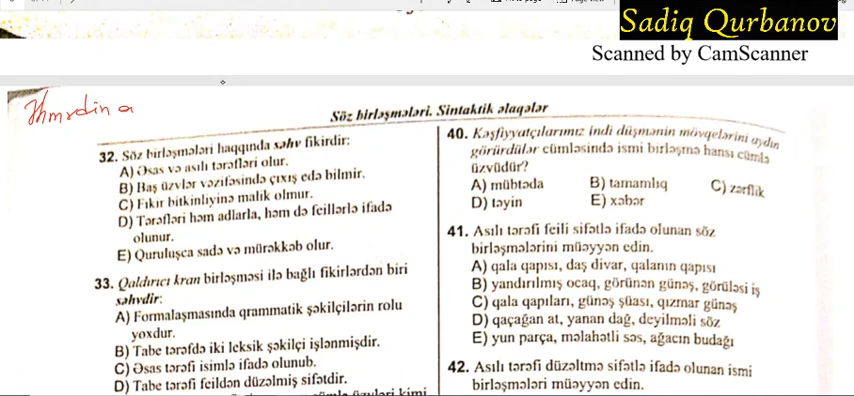 Sadiq Qurbanov
Scanned by CamScanner
Söz birləşmələri. Sintaktik əlaqələr
32. Söz birləşmələri haqqında səhv fikirdir:
A) Əsas və asılı tərəfləri olur.
B) Baş üzvlər vəzifəsində çıxış edə bilmir.
C) Fikir bitkinliyinə malik olmur.
D) Tərəfləri həm adlarla, həm də feillərlə ifadə
olunur.
E) Quruluşca sadə və mürəkkəb olur.
33. Qaldırıcı kran birləşməsi ilə bağlı fikirlərdən biri
səhvdir:
A) Formalaşmasında qrammatik şəkilçilərin rolu
yoxdur.
B) Tabe tərəfdə iki leksik şəkilçi işlənmişdir.
C) Əsas tərəfi isimlə ifadə olunub.
D) Tabe tərəfi feildən düzəlmiş sifətdir.
40. Kəşfiyyatçılarımız indi düşmənin mövqelərini aydın
görürdülər cümləsində ismi birləşmə hansı cümlə
üzvüdür?
A) mübtəda B) tamamlıq C) zərflik
D) təyin E) xəbər
41. Asılı tərəfi feili sifətlə ifadə olunan söz
birləşmələrini müəyyən edin.
A) qala qapısı, daş divar, qalanın qapısı
B) yandırılmış ocaq, görünən günəş, görüləsi iş
C) qala qapıları, günəş şüası, qızmar günəş
D) qaçağan at, yanan dağ, deyilməli söz
E) yun parça, məlahətli səs, ağacın budağı
42. Asılı tərəfi düzəltmə sifətlə ifadə olunan ismi
birləşmələri müəyyən edin.